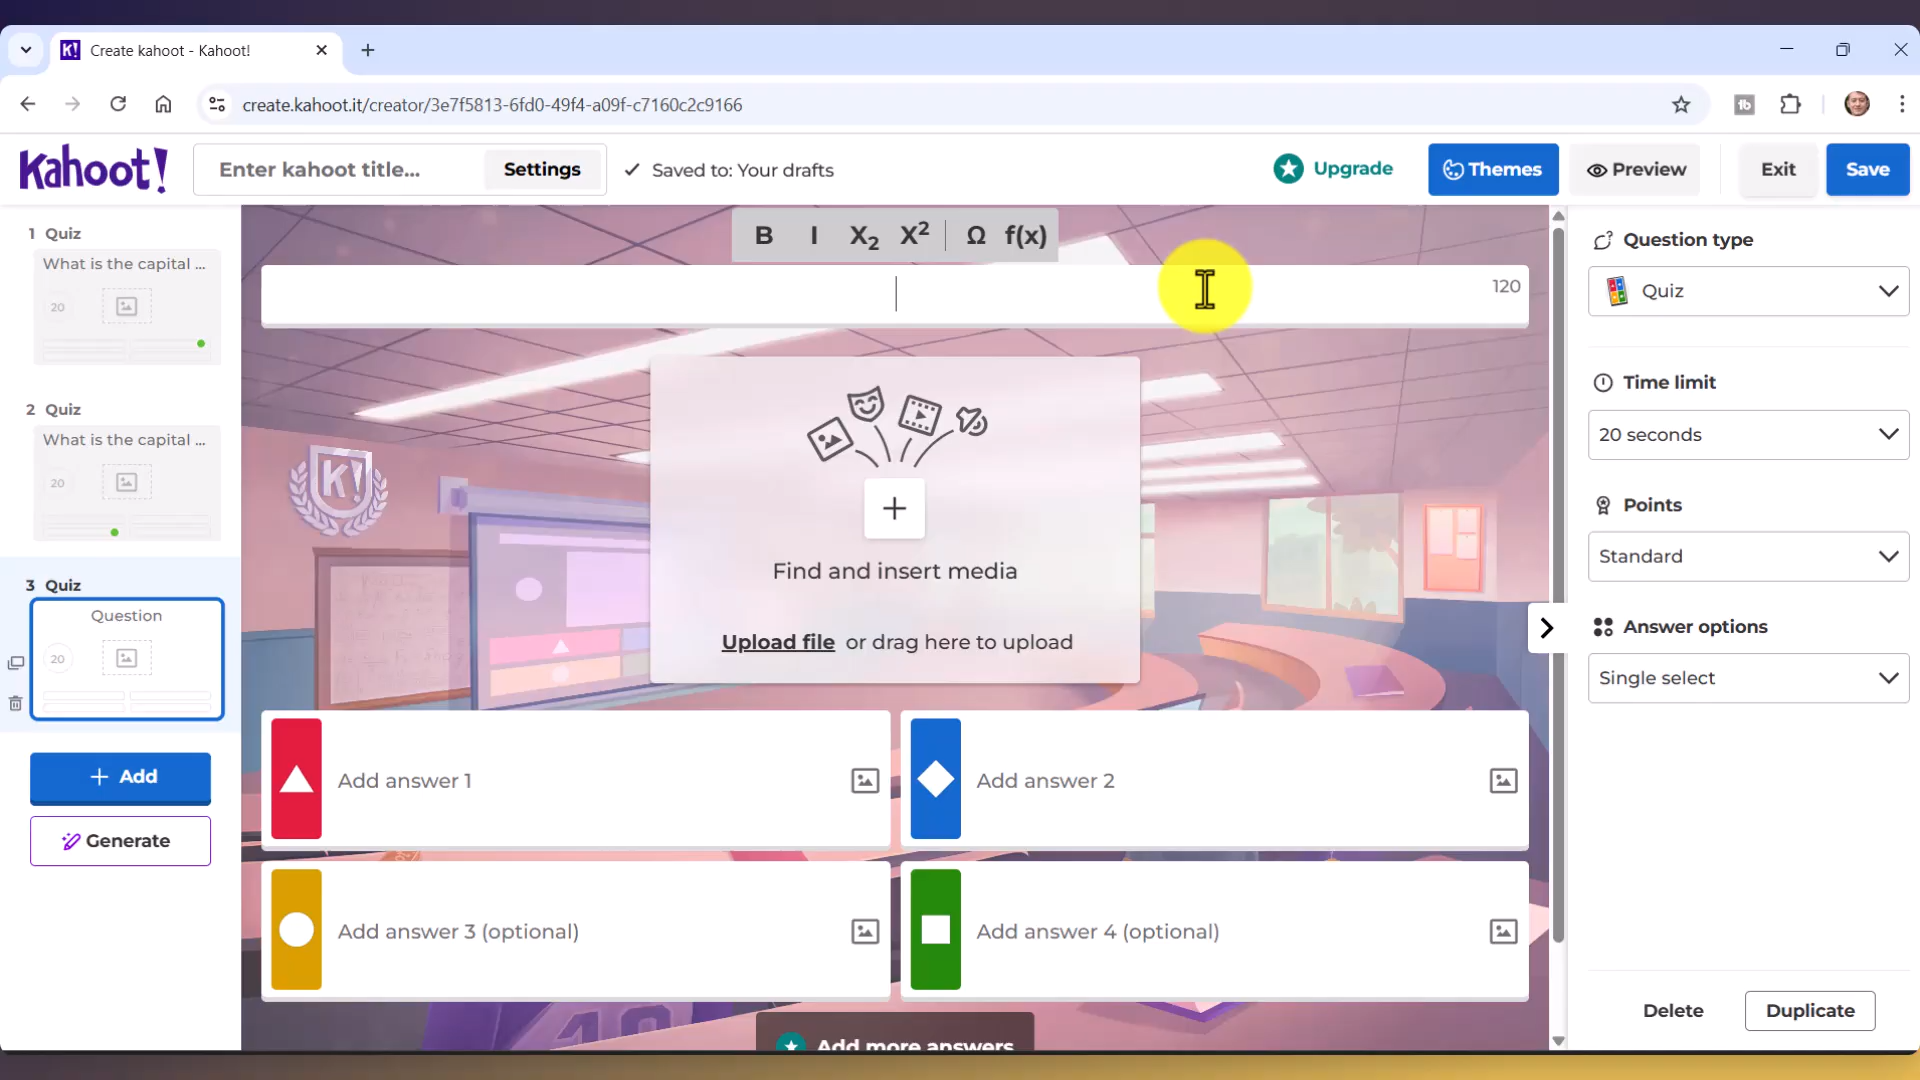 Create kahoot - Kahoot!
create.kahoot.it/creator/3e7f5813-6fd0-49f4-a09f-c7160c2c9166
Kahoot!
Enter kahoot title...
Settings
Saved to: Your drafts
Upgrade
Themes
Preview
Exit
Save
1 Quiz
What is the capital ...
20
2 Quiz
What is the capital ...
20
3 Quiz
Question
20
Add
Generate
B I X₂ X² Ω f(x)
120
K!
Find and insert media
Upload file or drag here to upload
Add answer 1
Add answer 2
Add answer 3 (optional)
Add answer 4 (optional)
Add more answers
Question type
Quiz
Time limit
20 seconds
Points
Standard
Answer options
Single select
Delete
Duplicate